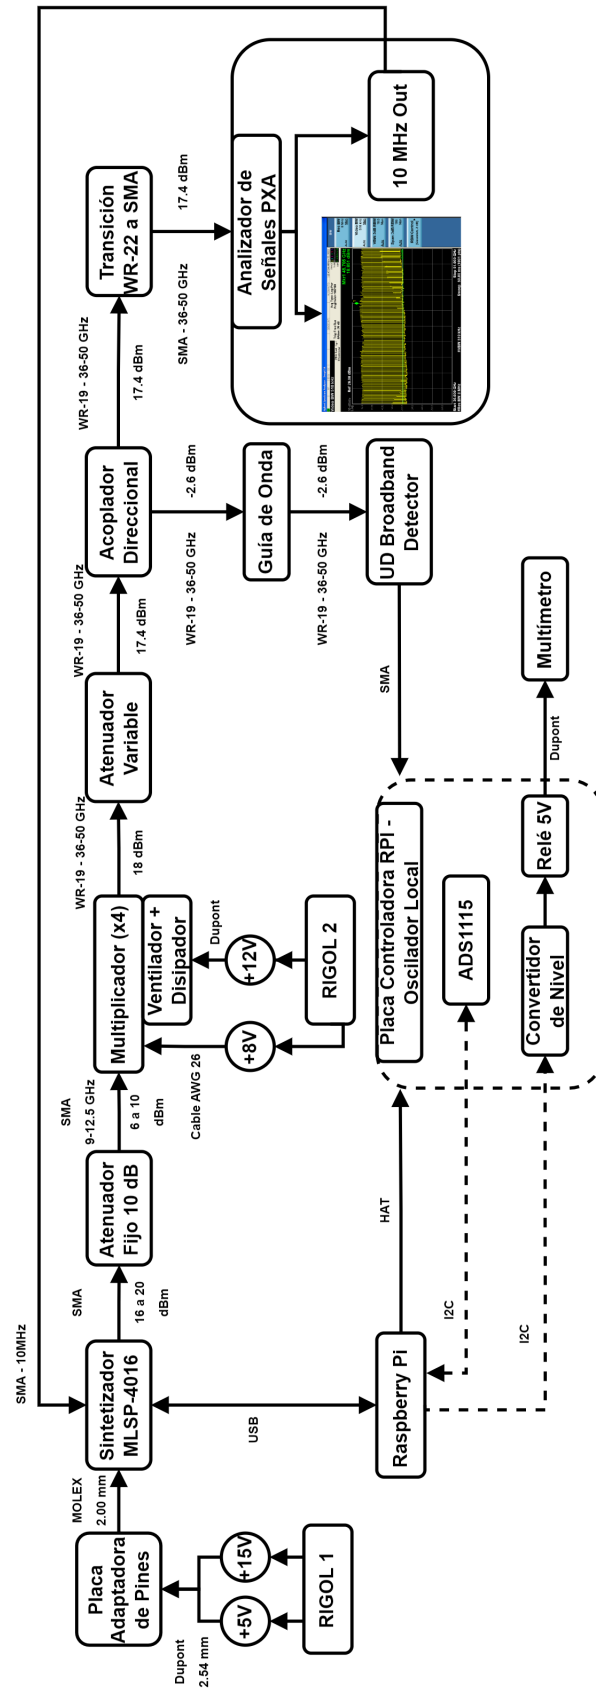 SMA - 10MHz
Placa
Adaptadora
de Pines
MOLEX
2.00 mm
Dupont
2.54 mm
+5V
+15V
RIGOL 1
Sintetizador
MLSP-4016
USB
Raspberry Pi
SMA
16 a 20
dBm
Atenuador
Fijo 10 dB
SMA
9-12.5 GHz
6 a 10
dBm
Multiplicador (x4)
Ventilador +
Disipador
Cable AWG 26
Dupont
+8V
+12V
RIGOL 2
WR-19 - 36-50 GHz
18 dBm
Atenuador
Variable
WR-19 - 36-50 GHz
17.4 dBm
Acoplador
Direccional
WR-19 - 36-50 GHz
17.4 dBm
Transición
WR-22 a SMA
SMA - 36-50 GHz
17.4 dBm
Analizador de
Señales PXA
10 MHz Out
WR-19 - 36-50 GHz
-2.6 dBm
Guía de Onda
WR-19 - 36-50 GHz
-2.6 dBm
UD Broadband
Detector
SMA
HAT
Placa Controladora RPI -
Oscilador Local
I2C
ADS1115
I2C
Convertidor
de Nivel
Relé 5V
Dupont
Multímetro